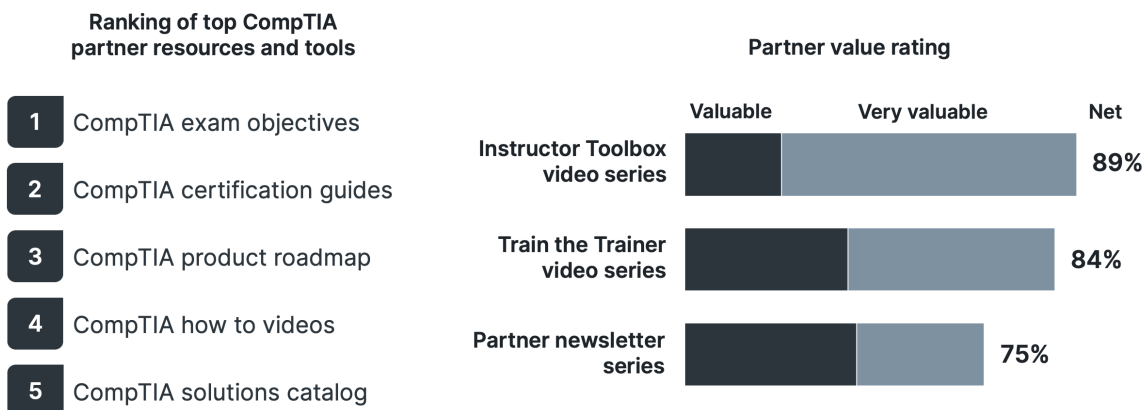 Ranking of top CompTIA
partner resources and tools
1 CompTIA exam objectives
2 CompTIA certification guides
3 CompTIA product roadmap
4 CompTIA how to videos
5 CompTIA solutions catalog
Partner value rating
Valuable Very valuable Net
Instructor Toolbox
video series
89%
Train the Trainer
video series
84%
Partner newsletter
series
75%